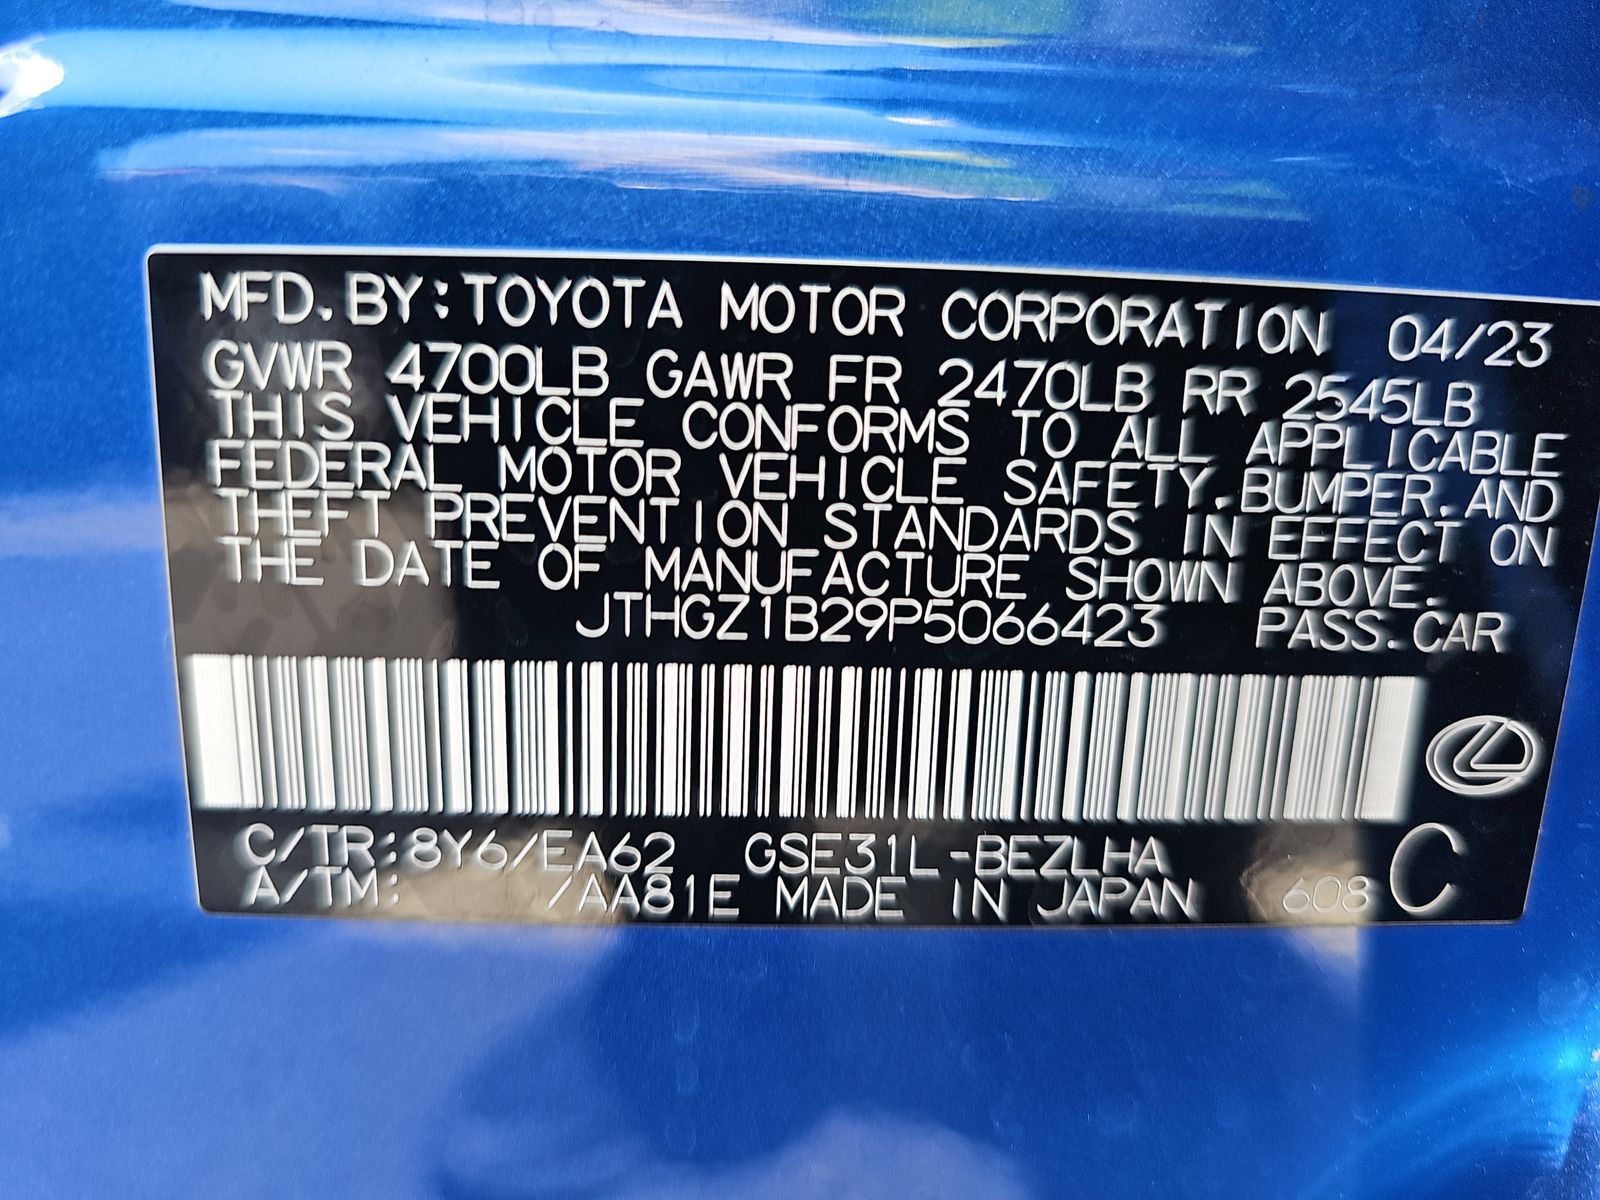 MFD. BY: TOYOTA MOTOR CORPORATION 04/23
GVWR 4700LB GAWR FR 2470LB RR 2545LB
THIS VEHICLE CONFORMS TO ALL APPLICABLE
FEDERAL MOTOR VEHICLE SAFETY, BUMPER, AND
THEFT PREVENTION STANDARDS IN EFFECT ON
THE DATE OF MANUFACTURE SHOWN ABOVE.
JTHGZ1B29P5066423 PASS. CAR
C/TR: 8Y6/EA62 GSE31L-BEZLHA
A/TM: /AA81E MADE IN JAPAN 608 C